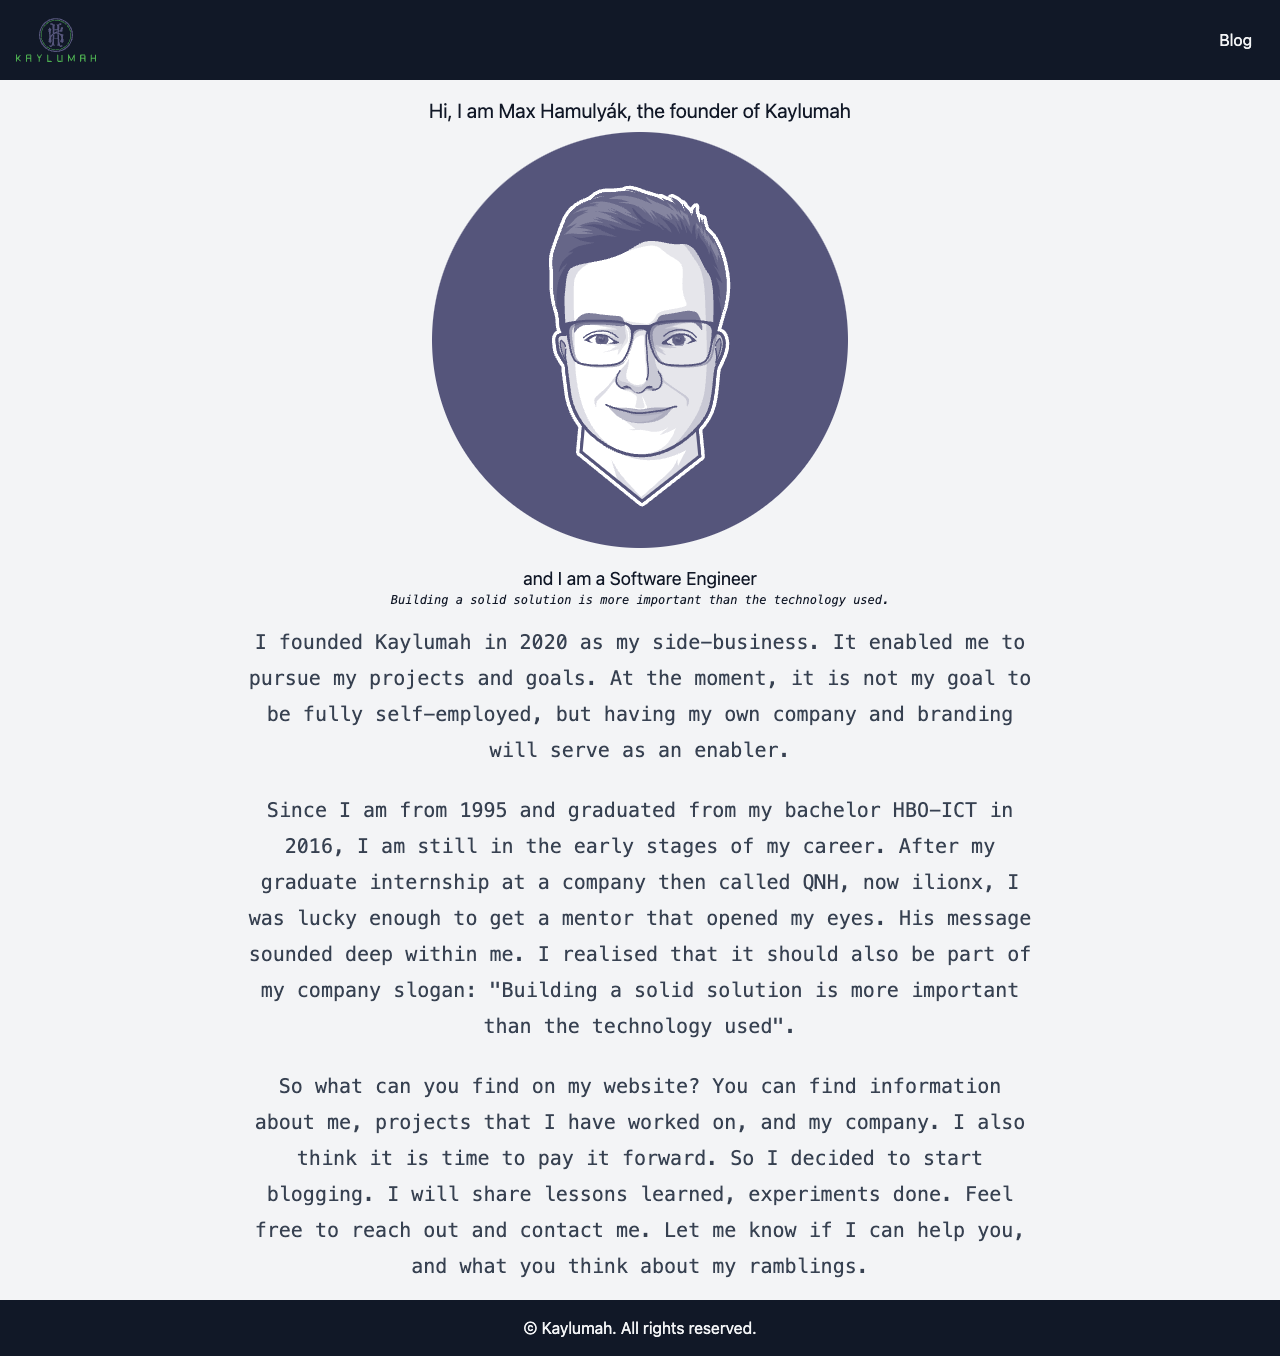 KAYLUMAH
Blog
Hi, I am Max Hamulyák, the founder of Kaylumah
and I am a Software Engineer
Building a solid solution is more important than the technology used.
I founded Kaylumah in 2020 as my side-business. It enabled me to
pursue my projects and goals. At the moment, it is not my goal to
be fully self-employed, but having my own company and branding
will serve as an enabler.
Since I am from 1995 and graduated from my bachelor HBO-ICT in
2016, I am still in the early stages of my career. After my
graduate internship at a company then called QNH, now ilionx, I
was lucky enough to get a mentor that opened my eyes. His message
sounded deep within me. I realised that it should also be part of
my company slogan: "Building a solid solution is more important
than the technology used".
So what can you find on my website? You can find information
about me, projects that I have worked on, and my company. I also
think it is time to pay it forward. So I decided to start
blogging. I will share lessons learned, experiments done. Feel
free to reach out and contact me. Let me know if I can help you,
and what you think about my ramblings.
© Kaylumah. All rights reserved.